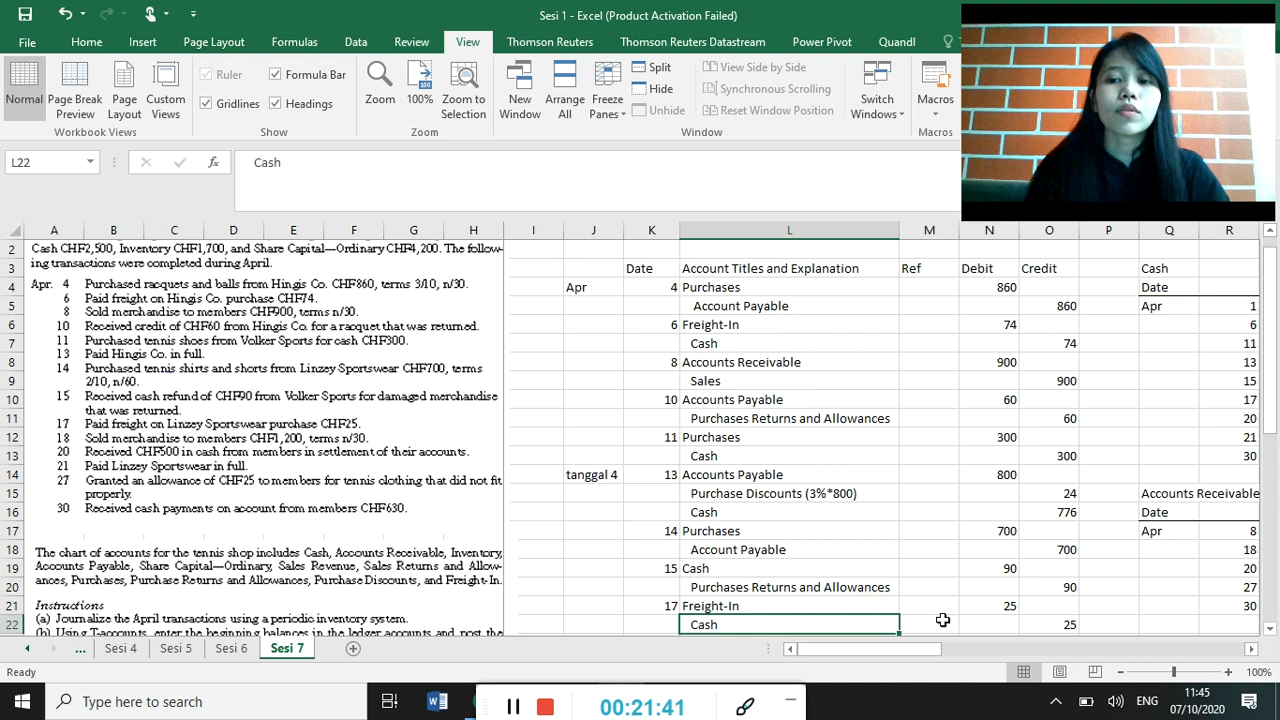 Sesi 1 - Excel (Product Activation Failed)
File Home Insert Page Layout Formulas Data Review View Thomson Reuters Thomson Reuters Datastream Power Pivot Quandl
Normal
Page Break Preview
Page Layout
Custom Views
Ruler
Formula Bar
Gridlines
Headings
Zoom
100%
Zoom to Selection
New Window
Arrange All
Freeze Panes
Split
Hide
Unhide
View Side by Side
Synchronous Scrolling
Reset Window Position
Switch Windows
Macros
Workbook Views Show Zoom Window Macros
L22 fx Cash
A B C D E F G H I J K L M N O P Q R
2 Cash CHF2,500, Inventory CHF1,700, and Share Capital—Ordinary CHF4,200. The follow-
3 ing transactions were completed during April. Date Account Titles and Explanation Ref Debit Credit Cash
4 Apr. 4 Purchased racquets and balls from Hingis Co. CHF860, terms 3/10, n/30. Apr 4 Purchases 860 Date
5 6 Paid freight on Hingis Co. purchase CHF74. Account Payable 860 Apr 1
6 8 Sold merchandise to members CHF900, terms n/30. 6 Freight-In 74 6
7 10 Received credit of CHF60 from Hingis Co. for a racquet that was returned. Cash 74 11
11 Purchased tennis shoes from Volker Sports for cash CHF300.
8 13 Paid Hingis Co. in full. 8 Accounts Receivable 900 13
9 14 Purchased tennis shirts and shorts from Linzey Sportswear CHF700, terms Sales 900 15
2/10, n/60.
10 15 Received cash refund of CHF90 from Volker Sports for damaged merchandise 10 Accounts Payable 60 17
11 that was returned. Purchases Returns and Allowances 60 20
17 Paid freight on Linzey Sportswear purchase CHF25.
12 18 Sold merchandise to members CHF1,200, terms n/30. 11 Purchases 300 21
13 20 Received CHF500 in cash from members in settlement of their accounts. Cash 300 30
14 21 Paid Linzey Sportswear in full. tanggal 4 13 Accounts Payable 800
15 27 Granted an allowance of CHF25 to members for tennis clothing that did not fit Purchase Discounts (3%*800) 24 Accounts Receivable
properly.
16 30 Received cash payments on account from members CHF630. Cash 776 Date
17 14 Purchases 700 Apr 8
18 The chart of accounts for the tennis shop includes Cash, Accounts Receivable, Inventory, Account Payable 700 18
19 Accounts Payable, Share Capital—Ordinary, Sales Revenue, Sales Returns and Allow- 15 Cash 90 20
20 ances, Purchases, Purchase Returns and Allowances, Purchase Discounts, and Freight-In. Purchases Returns and Allowances 90 27
21 Instructions 17 Freight-In 25 30
22 (a) Journalize the April transactions using a periodic inventory system. Cash 25
(b) Using T-accounts, enter the beginning balances in the ledger accounts and post the
... Sesi 4 Sesi 5 Sesi 6 Sesi 7
Ready 100%
Type here to search
00:21:41
ENG
11:45
07/10/2020